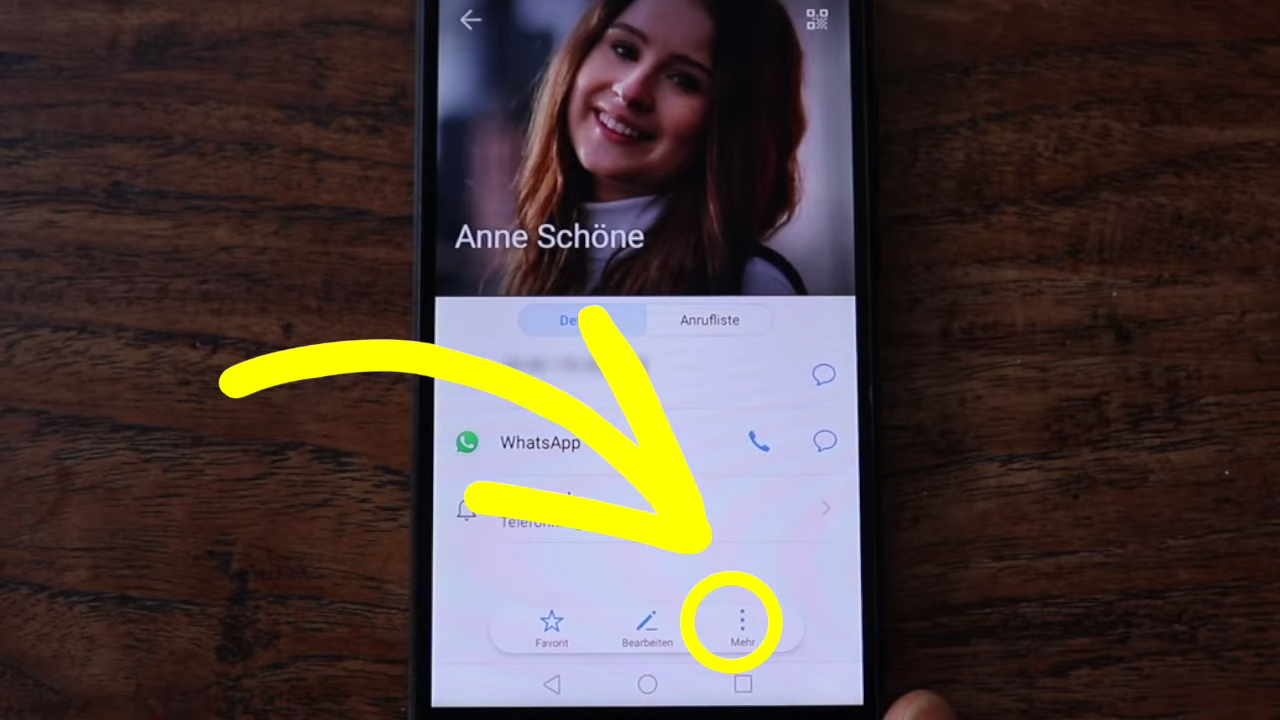 Anne Schöne
Anrufliste
WhatsApp
Favorit
Bearbeiten
Mehr